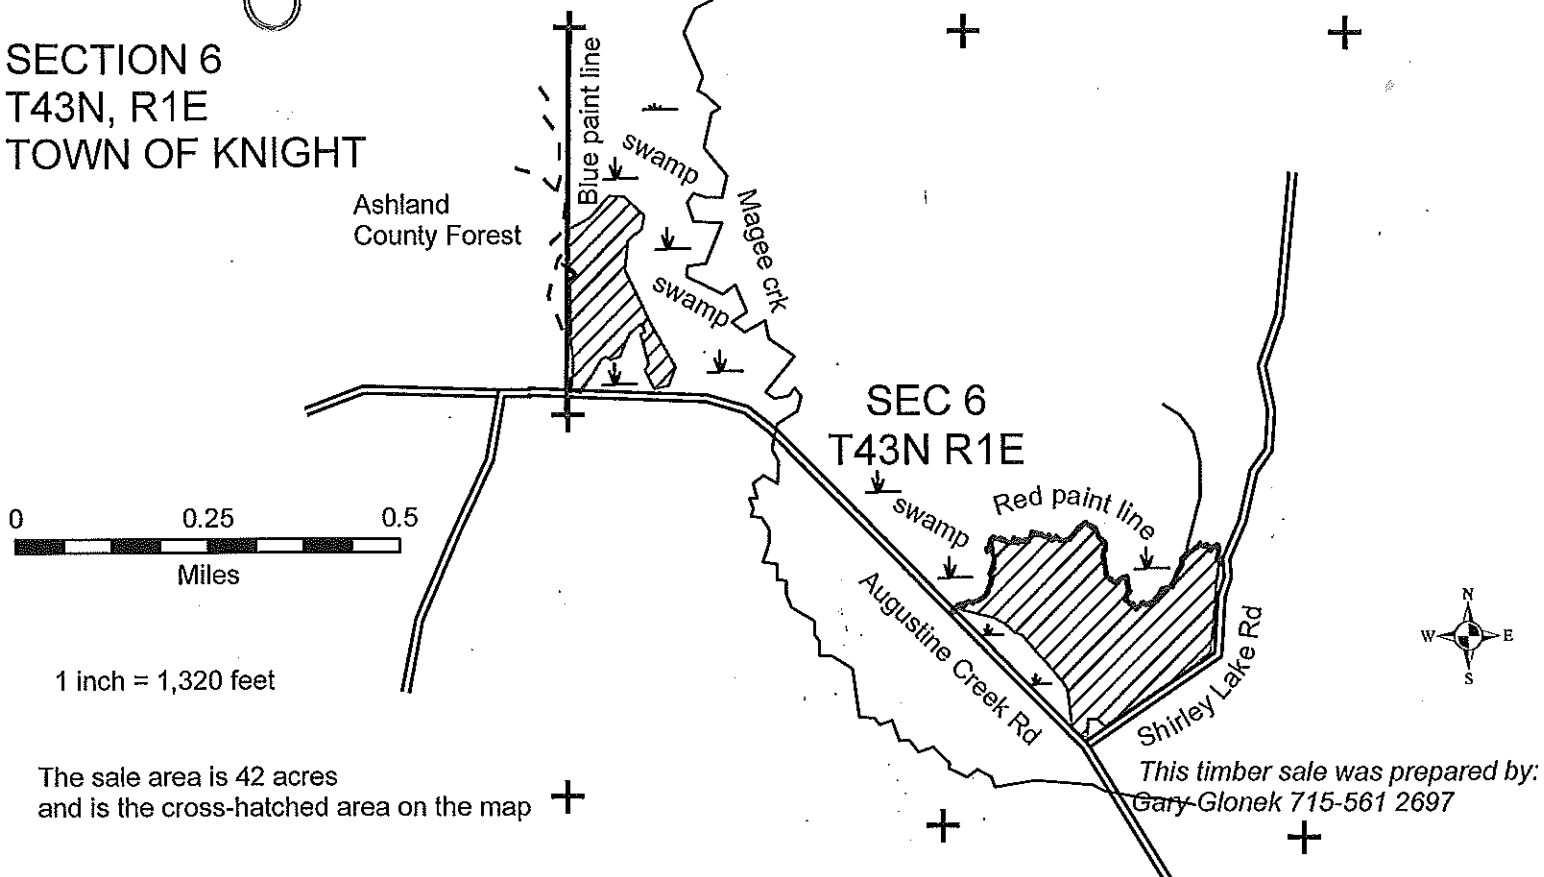 SECTION 6
T43N, R1E
TOWN OF KNIGHT
Blue paint line
swamp
Ashland
County Forest
Magee crk
swamp
SEC 6
T43N R1E
swamp
Red paint line
0 0.25 0.5
Miles
Augustine Creek Rd
Shirley Lake Rd
N
W E
S
1 inch = 1,320 feet
The sale area is 42 acres
and is the cross-hatched area on the map
This timber sale was prepared by:
Gary Glonek 715-561 2697